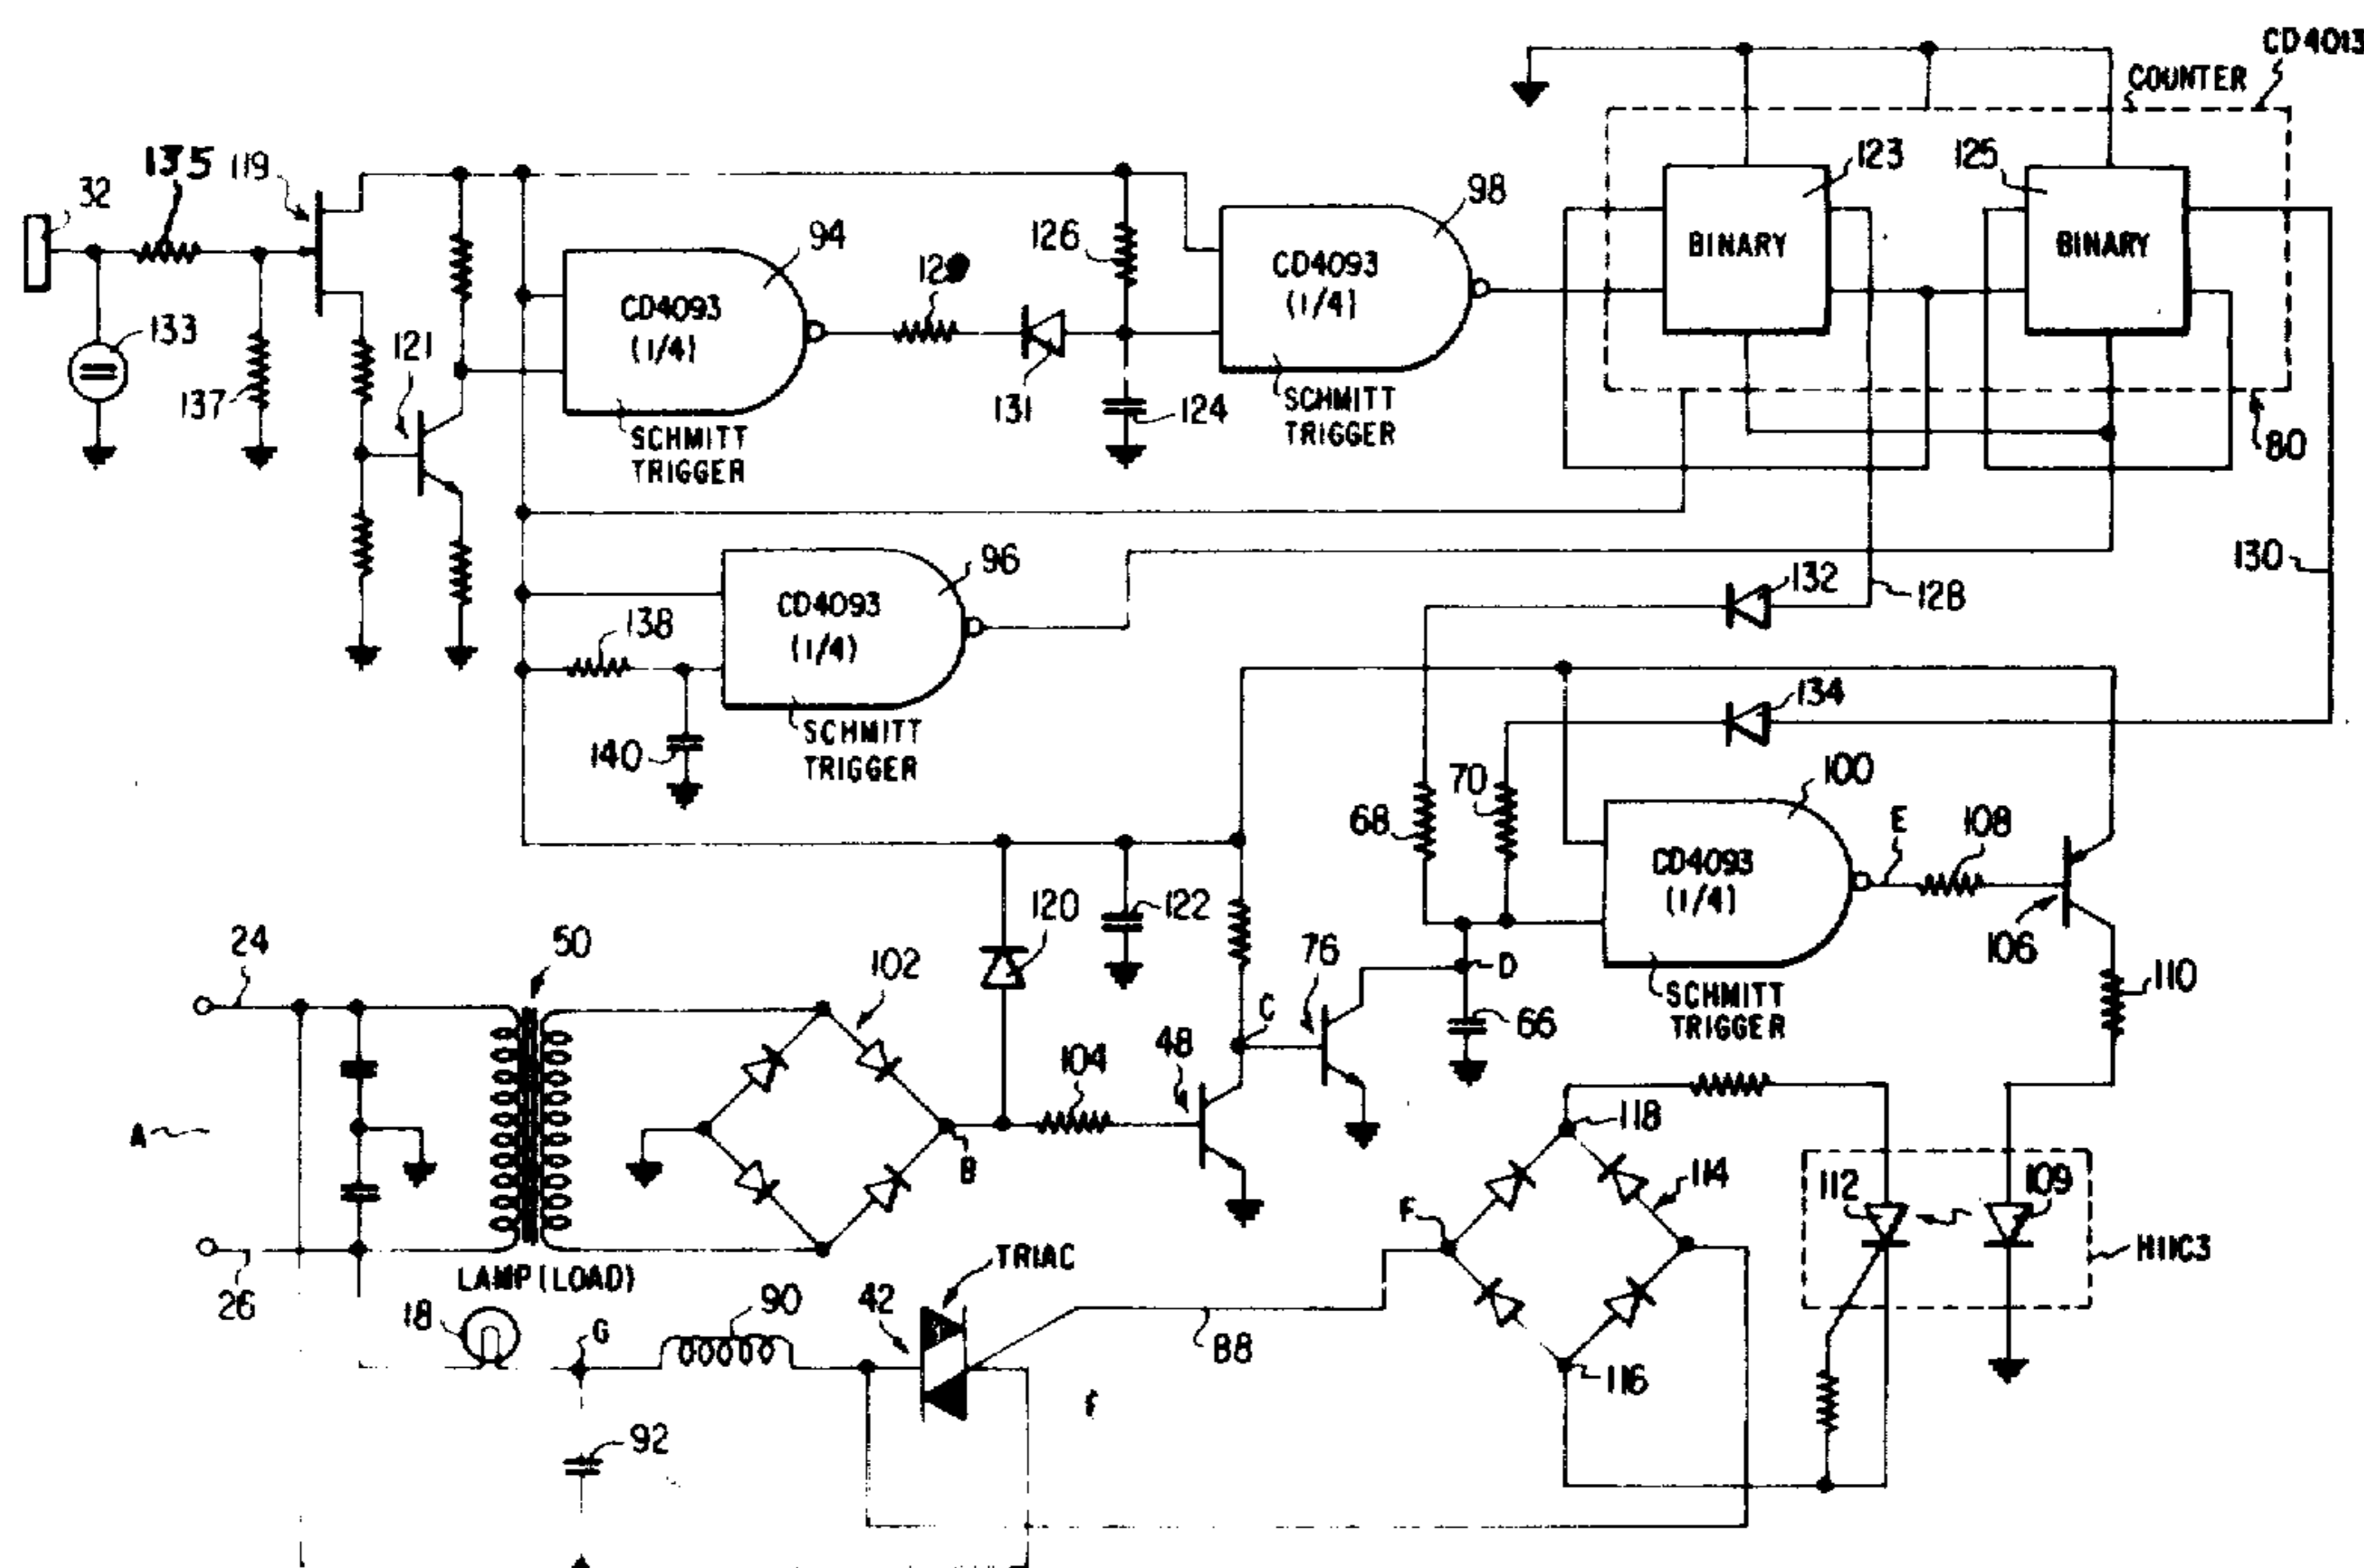 CD4013
COUNTER
135
119
32
123
125
98
94
126
BINARY
BINARY
CD4093
(1/4)
CD4093
(1/4)
133
121
137
131
124
SCHMITT
TRIGGER
80
SCHMITT
TRIGGER
96
130
132
128
CD4093
(1/4)
138
134
SCHMITT
TRIGGER
140
70
100
68
E
108
CD4093
(1/4)
120
122
76
106
24
50
102
D
110
C
SCHMITT
TRIGGER
66
48
104
118
A
B
114
112
109
F
TRIAC
H11C3
LAMP (LOAD)
26
90
42
18
G
88
116
92